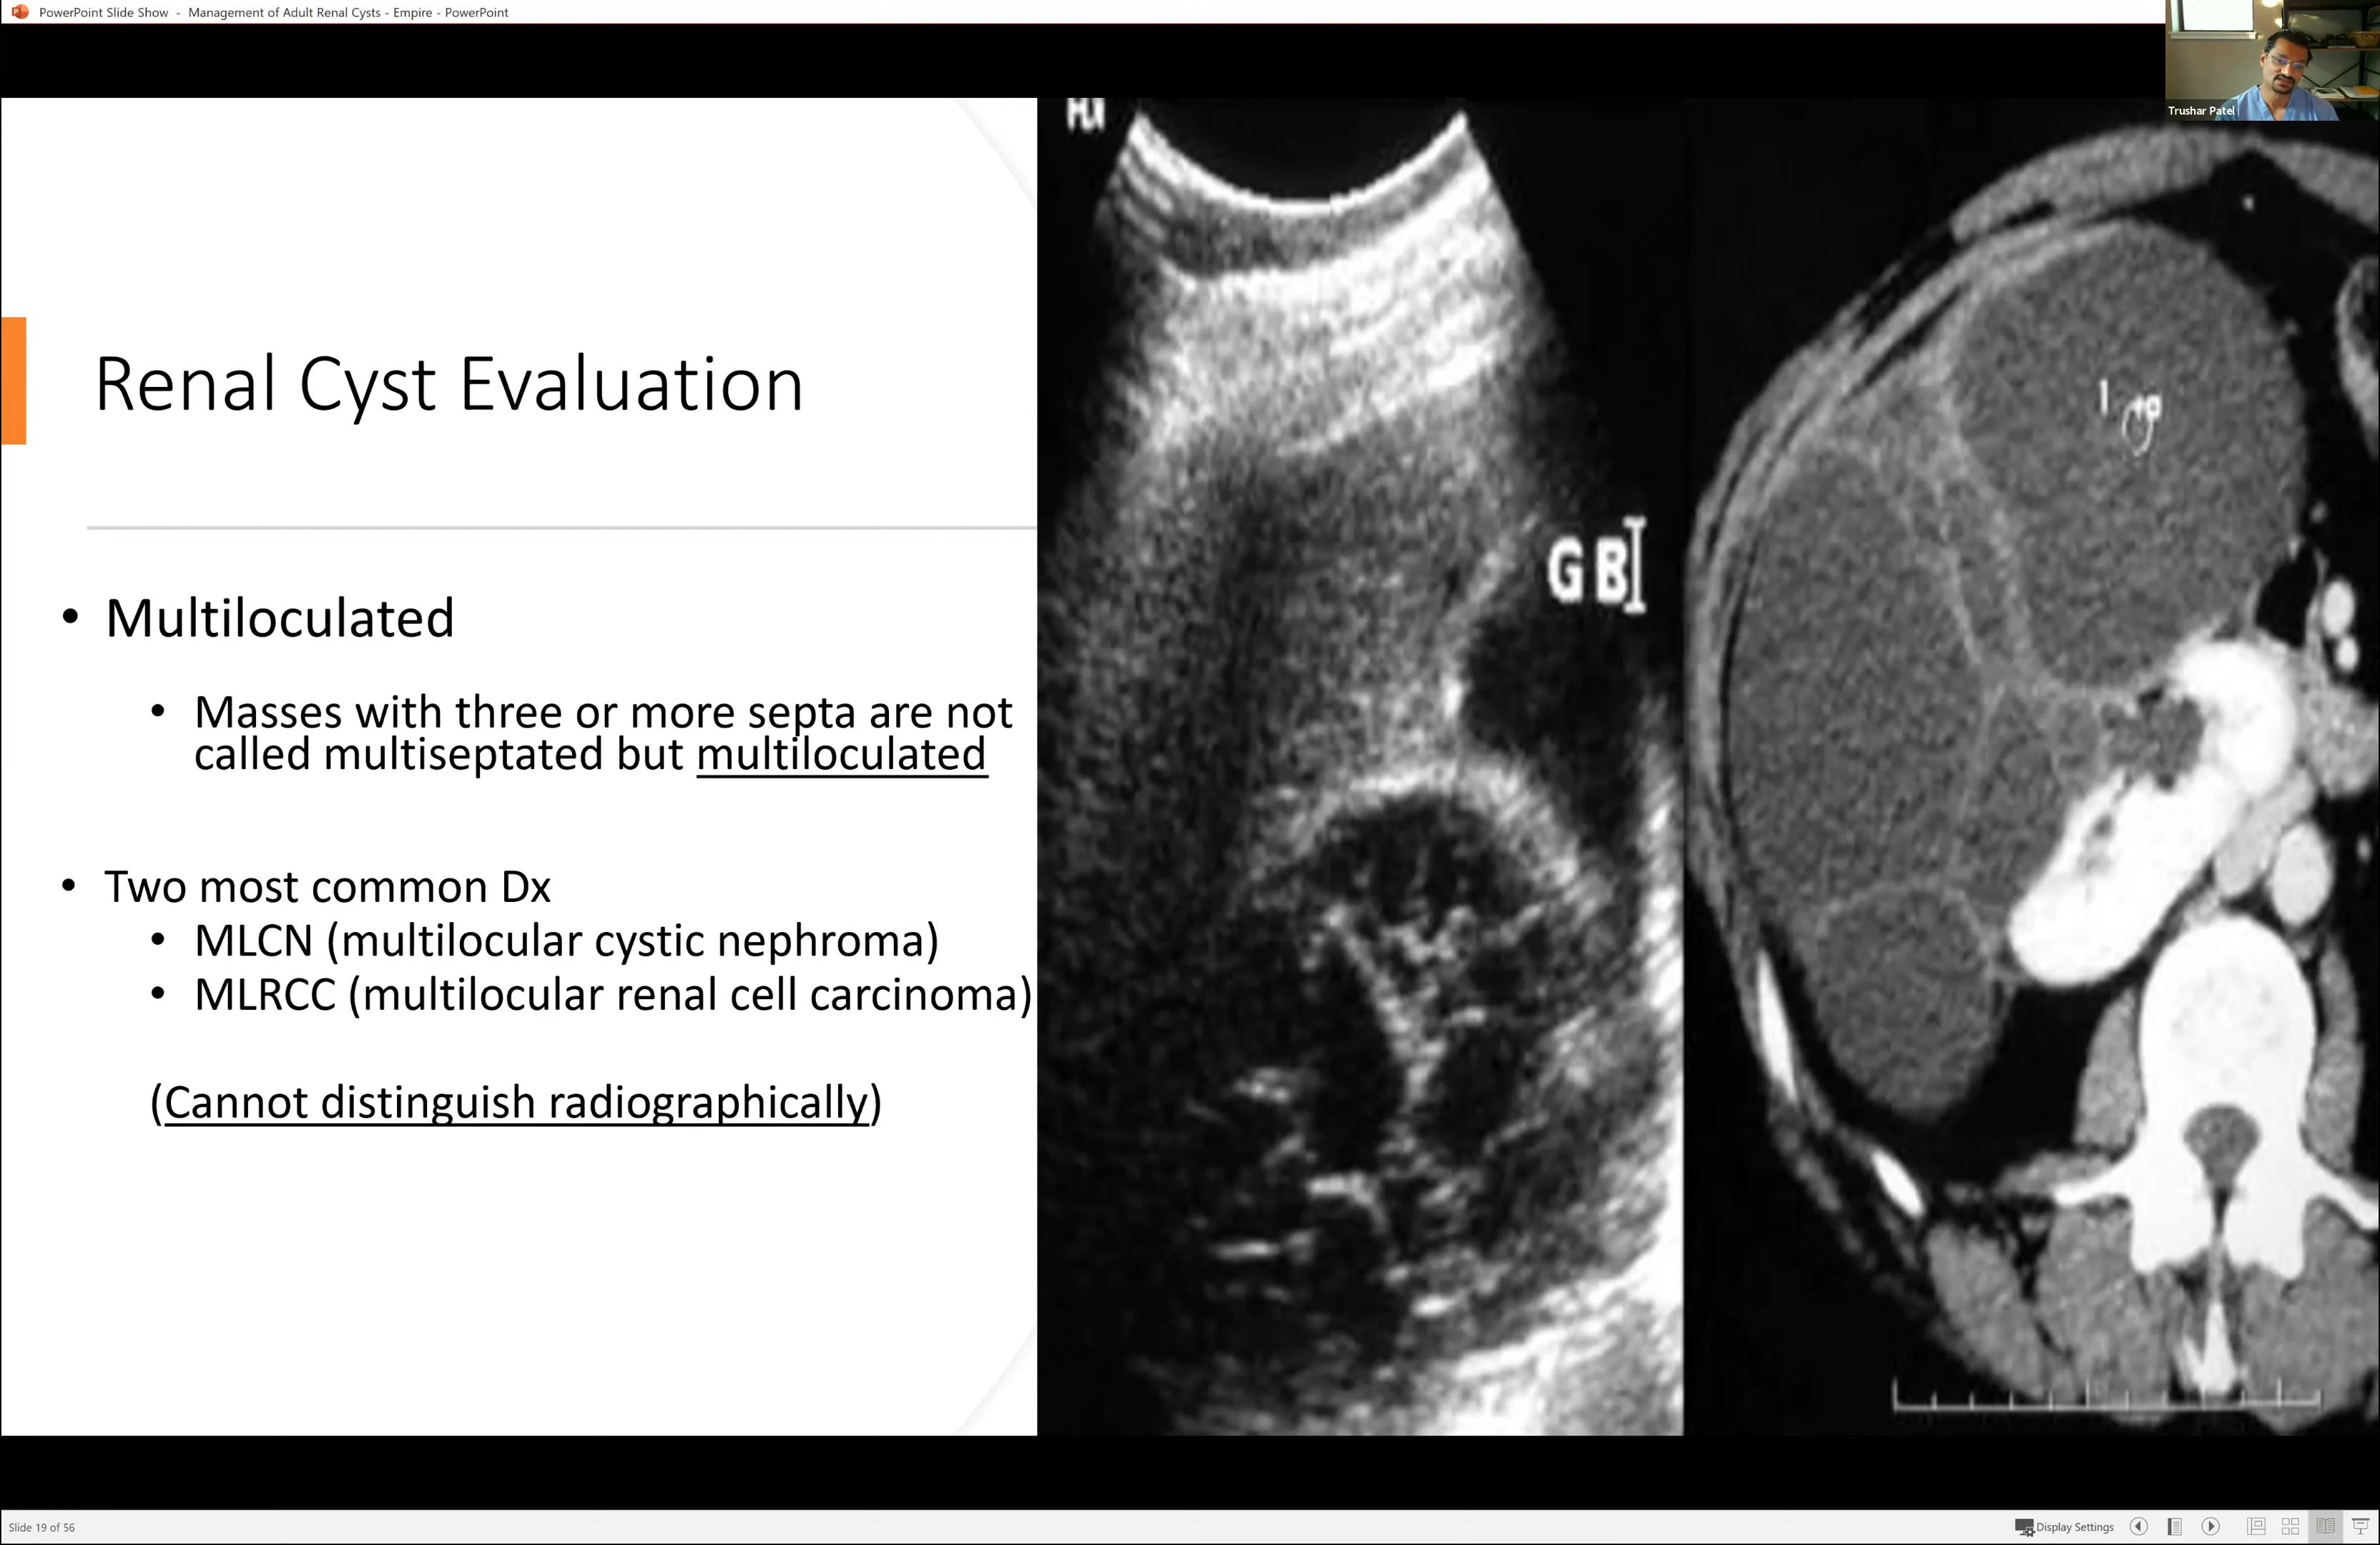 PowerPoint Slide Show - Management of Adult Renal Cysts - Empire - PowerPoint
Trushar Patel
Renal Cyst Evaluation
• Multiloculated
• Masses with three or more septa are not
called multiseptated but multiloculated
• Two most common Dx
• MLCN (multilocular cystic nephroma)
• MLRCC (multilocular renal cell carcinoma)
(Cannot distinguish radiographically)
GB
Slide 19 of 56
Display Settings